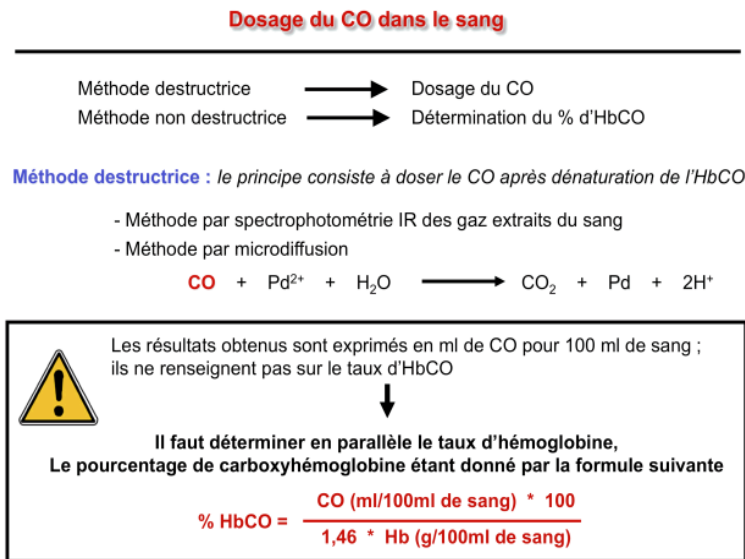 Dosage du CO dans le sang
Méthode destructrice → Dosage du CO
Méthode non destructrice → Détermination du % d'HbCO
Méthode destructrice : le principe consiste à doser le CO après dénaturation de l'HbCO
- Méthode par spectrophotométrie IR des gaz extraits du sang
- Méthode par microdiffusion
CO + Pd²⁺ + H₂O → CO₂ + Pd + 2H⁺
Les résultats obtenus sont exprimés en ml de CO pour 100 ml de sang ;
ils ne renseignent pas sur le taux d'HbCO
Il faut déterminer en parallèle le taux d'hémoglobine,
Le pourcentage de carboxyhémoglobine étant donné par la formule suivante
CO (ml/100ml de sang) * 100
% HbCO =
1,46 * Hb (g/100ml de sang)